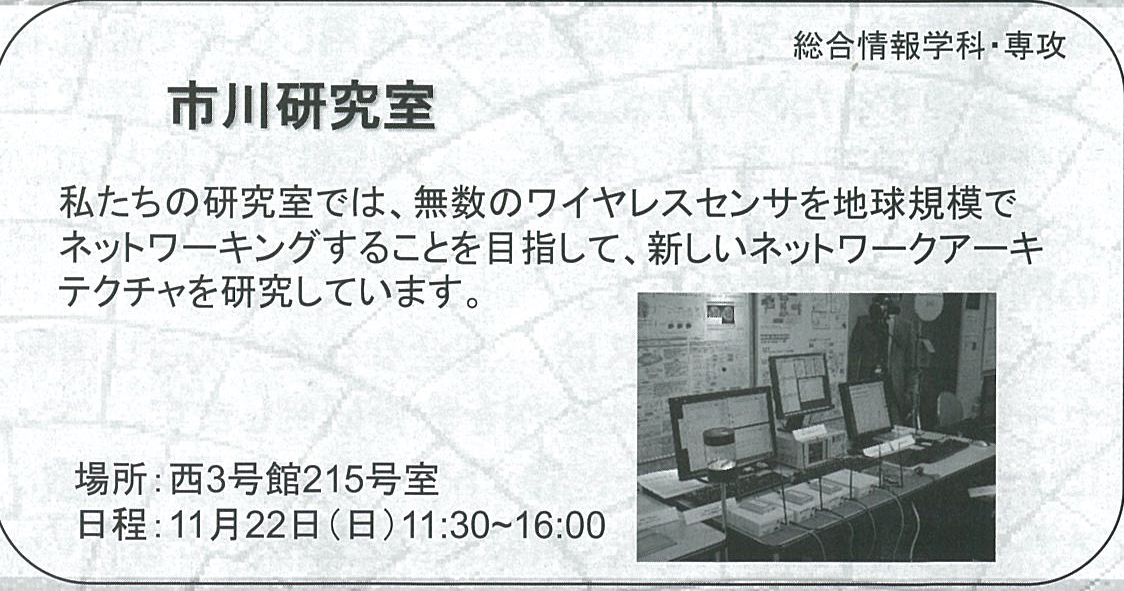 総合情報学科・専攻
市川研究室
私たちの研究室では、無数のワイヤレスセンサを地球規模で
ネットワーキングすることを目指して、新しいネットワークアーキ
テクチャを研究しています。
場所：西3号館215号室
日程：11月22日（日）11:30~16:00